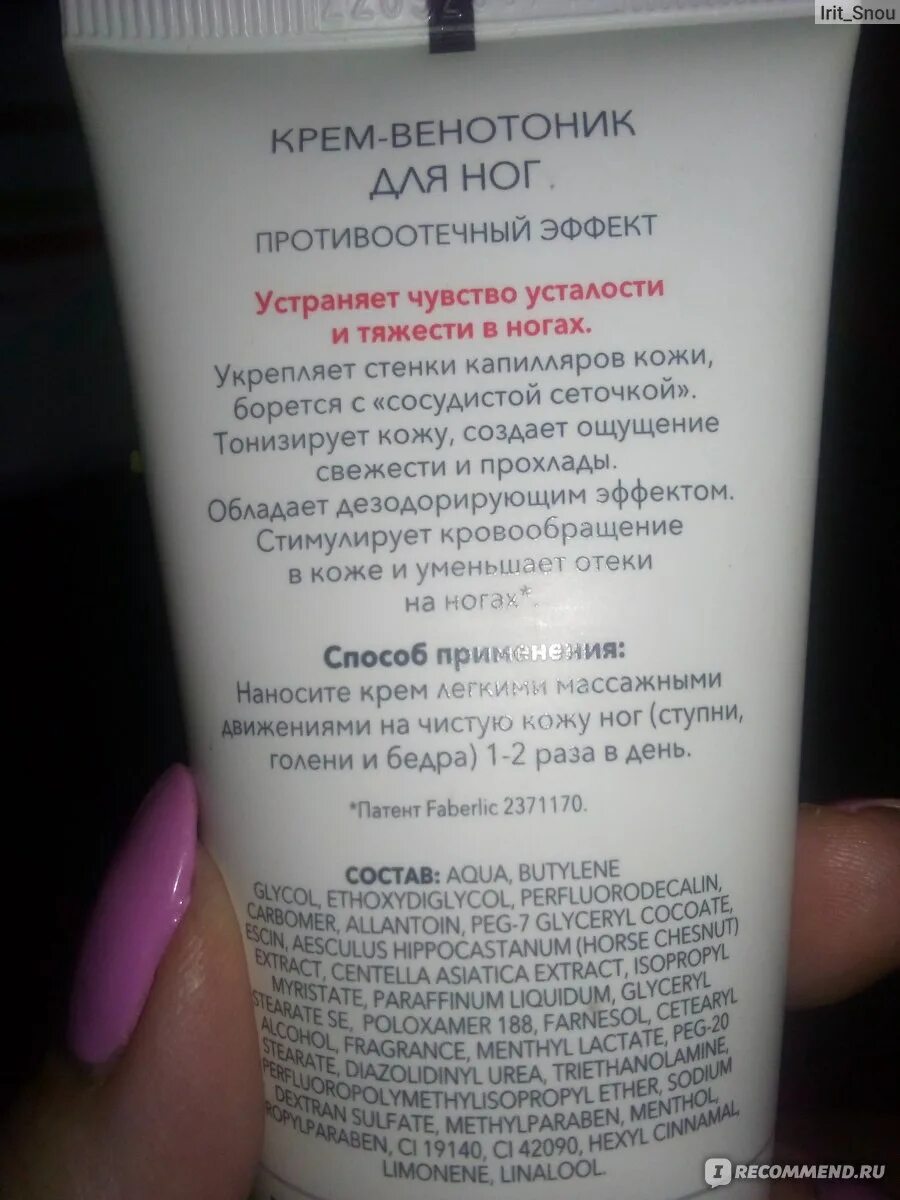 Irit_Snou
КРЕМ-ВЕНОТОНИК
ДЛЯ НОГ
ПРОТИВООТЕЧНЫЙ ЭФФЕКТ
Устраняет чувство усталости
и тяжести в ногах.
Укрепляет стенки капилляров кожи,
борется с «сосудистой сеточкой».
Тонизирует кожу, создает ощущение
свежести и прохлады.
Обладает дезодорирующим эффектом.
Стимулирует кровообращение
в коже и уменьшает отеки
на ногах*.
Способ применения:
Наносите крем легкими массажными
движениями на чистую кожу ног (ступни,
голени и бедра) 1-2 раза в день.
*Патент Faberlic 2371170.
СОСТАВ: AQUA, BUTYLENE
GLYCOL, ETHOXYDIGLYCOL, PERFLUORODECALIN,
CARBOMER, ALLANTOIN, PEG-7 GLYCERYL COCOATE,
ESCIN, AESCULUS HIPPOCASTANUM (HORSE CHESNUT)
EXTRACT, CENTELLA ASIATICA EXTRACT, ISOPROPYL
MYRISTATE, PARAFFINUM LIQUIDUM, GLYCERYL
STEARATE SE, POLOXAMER 188, FARNESOL, CETEARYL
ALCOHOL, FRAGRANCE, MENTHYL LACTATE, PEG-20
STEARATE, DIAZOLIDINYL UREA, TRIETHANOLAMINE,
PERFLUOROPOLYMETHYLISOPROPYL ETHER, SODIUM
DEXTRAN SULFATE, METHYLPARABEN, MENTHOL,
ROPYLPARABEN, CI 19140, CI 42090, HEXYL CINNAMAL,
LIMONENE, LINALOOL.
IRECOMMEND.RU